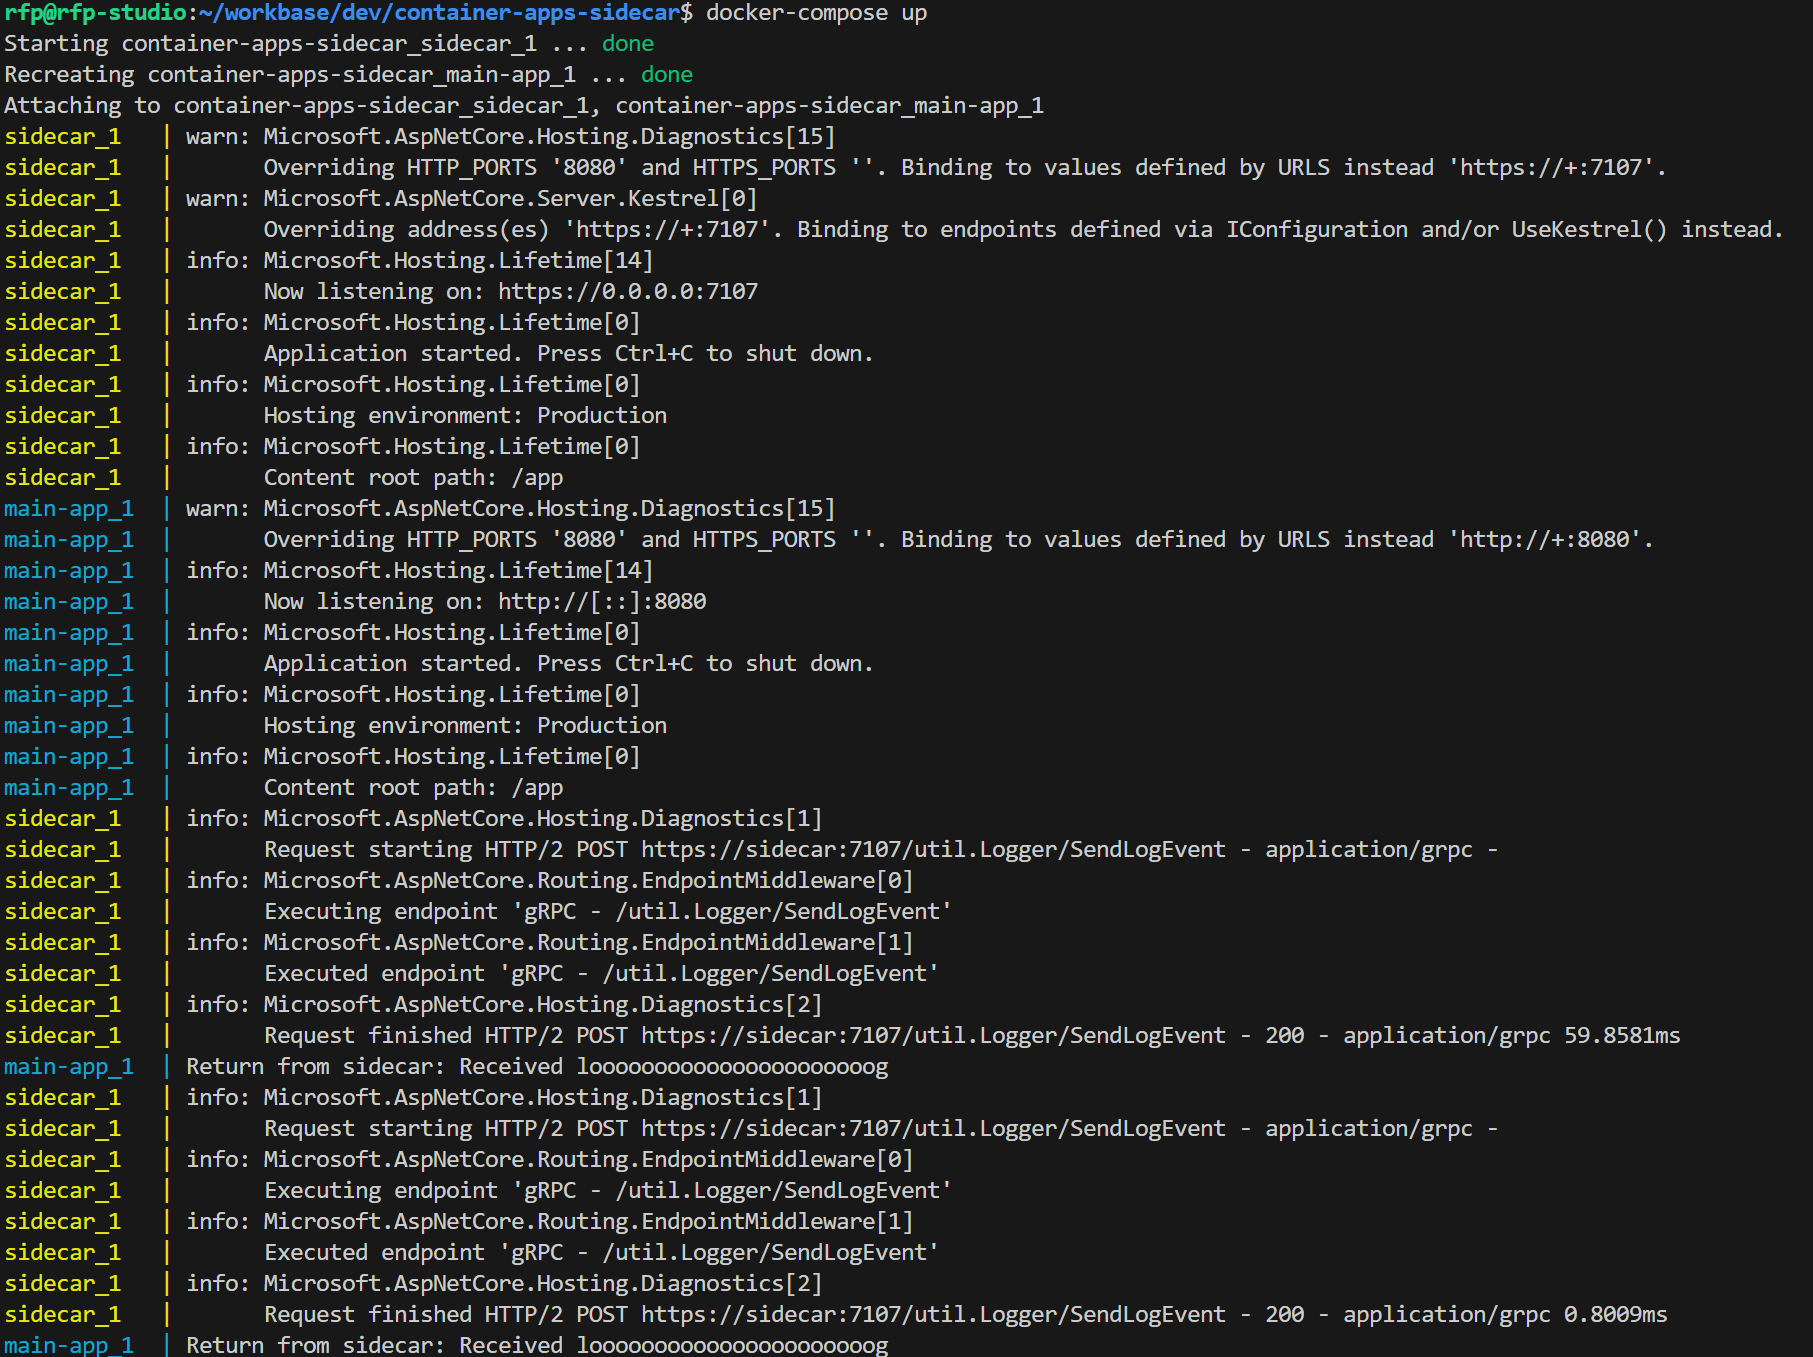 rfp@rfp-studio:~/workbase/dev/container-apps-sidecar$ docker-compose up
Starting container-apps-sidecar_sidecar_1 ... done
Recreating container-apps-sidecar_main-app_1 ... done
Attaching to container-apps-sidecar_sidecar_1, container-apps-sidecar_main-app_1
sidecar_1   | warn: Microsoft.AspNetCore.Hosting.Diagnostics[15]
sidecar_1   |       Overriding HTTP_PORTS '8080' and HTTPS_PORTS ''. Binding to values defined by URLS instead 'https://+:7107'.
sidecar_1   | warn: Microsoft.AspNetCore.Server.Kestrel[0]
sidecar_1   |       Overriding address(es) 'https://+:7107'. Binding to endpoints defined via IConfiguration and/or UseKestrel() instead.
sidecar_1   | info: Microsoft.Hosting.Lifetime[14]
sidecar_1   |       Now listening on: https://0.0.0.0:7107
sidecar_1   | info: Microsoft.Hosting.Lifetime[0]
sidecar_1   |       Application started. Press Ctrl+C to shut down.
sidecar_1   | info: Microsoft.Hosting.Lifetime[0]
sidecar_1   |       Hosting environment: Production
sidecar_1   | info: Microsoft.Hosting.Lifetime[0]
sidecar_1   |       Content root path: /app
main-app_1  | warn: Microsoft.AspNetCore.Hosting.Diagnostics[15]
main-app_1  |       Overriding HTTP_PORTS '8080' and HTTPS_PORTS ''. Binding to values defined by URLS instead 'http://+:8080'.
main-app_1  | info: Microsoft.Hosting.Lifetime[14]
main-app_1  |       Now listening on: http://[::]:8080
main-app_1  | info: Microsoft.Hosting.Lifetime[0]
main-app_1  |       Application started. Press Ctrl+C to shut down.
main-app_1  | info: Microsoft.Hosting.Lifetime[0]
main-app_1  |       Hosting environment: Production
main-app_1  | info: Microsoft.Hosting.Lifetime[0]
main-app_1  |       Content root path: /app
sidecar_1   | info: Microsoft.AspNetCore.Hosting.Diagnostics[1]
sidecar_1   |       Request starting HTTP/2 POST https://sidecar:7107/util.Logger/SendLogEvent - application/grpc -
sidecar_1   | info: Microsoft.AspNetCore.Routing.EndpointMiddleware[0]
sidecar_1   |       Executing endpoint 'gRPC - /util.Logger/SendLogEvent'
sidecar_1   | info: Microsoft.AspNetCore.Routing.EndpointMiddleware[1]
sidecar_1   |       Executed endpoint 'gRPC - /util.Logger/SendLogEvent'
sidecar_1   | info: Microsoft.AspNetCore.Hosting.Diagnostics[2]
sidecar_1   |       Request finished HTTP/2 POST https://sidecar:7107/util.Logger/SendLogEvent - 200 - application/grpc 59.8581ms
main-app_1  | Return from sidecar: Received loooooooooooooooooooooog
sidecar_1   | info: Microsoft.AspNetCore.Hosting.Diagnostics[1]
sidecar_1   |       Request starting HTTP/2 POST https://sidecar:7107/util.Logger/SendLogEvent - application/grpc -
sidecar_1   | info: Microsoft.AspNetCore.Routing.EndpointMiddleware[0]
sidecar_1   |       Executing endpoint 'gRPC - /util.Logger/SendLogEvent'
sidecar_1   | info: Microsoft.AspNetCore.Routing.EndpointMiddleware[1]
sidecar_1   |       Executed endpoint 'gRPC - /util.Logger/SendLogEvent'
sidecar_1   | info: Microsoft.AspNetCore.Hosting.Diagnostics[2]
sidecar_1   |       Request finished HTTP/2 POST https://sidecar:7107/util.Logger/SendLogEvent - 200 - application/grpc 0.8009ms
main-app_1  | Return from sidecar: Received loooooooooooooooooooooog